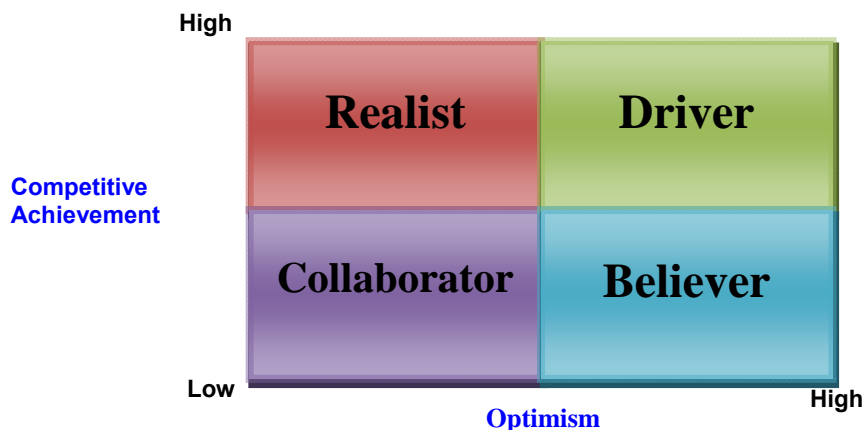 High
Realist
Driver
Competitive
Achievement
Collaborator
Believer
Low
High
Optimism